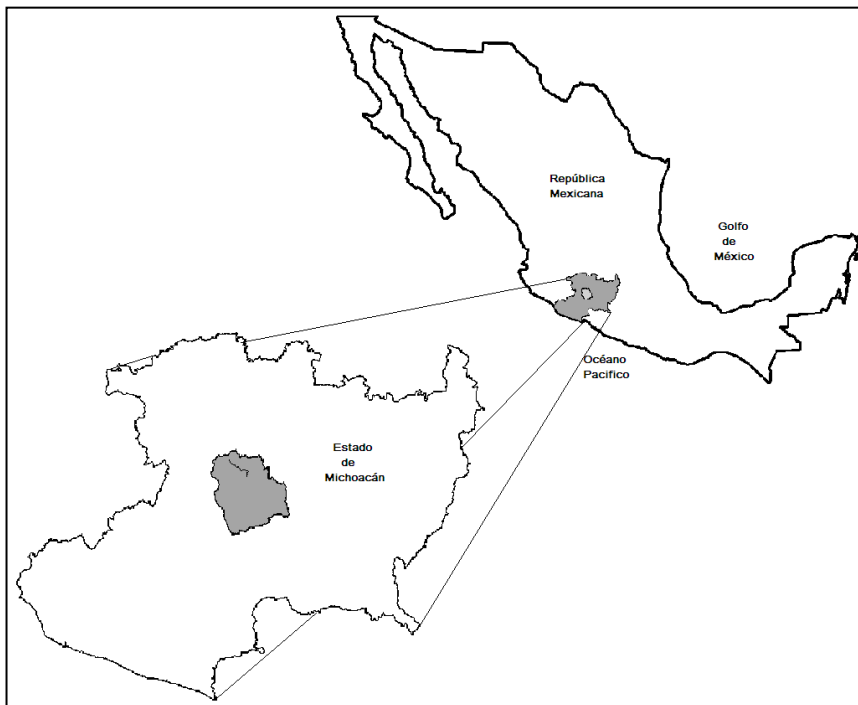 República
Mexicana
Golfo
de
México
Océano
Pacifico
Estado
de
Michoacán